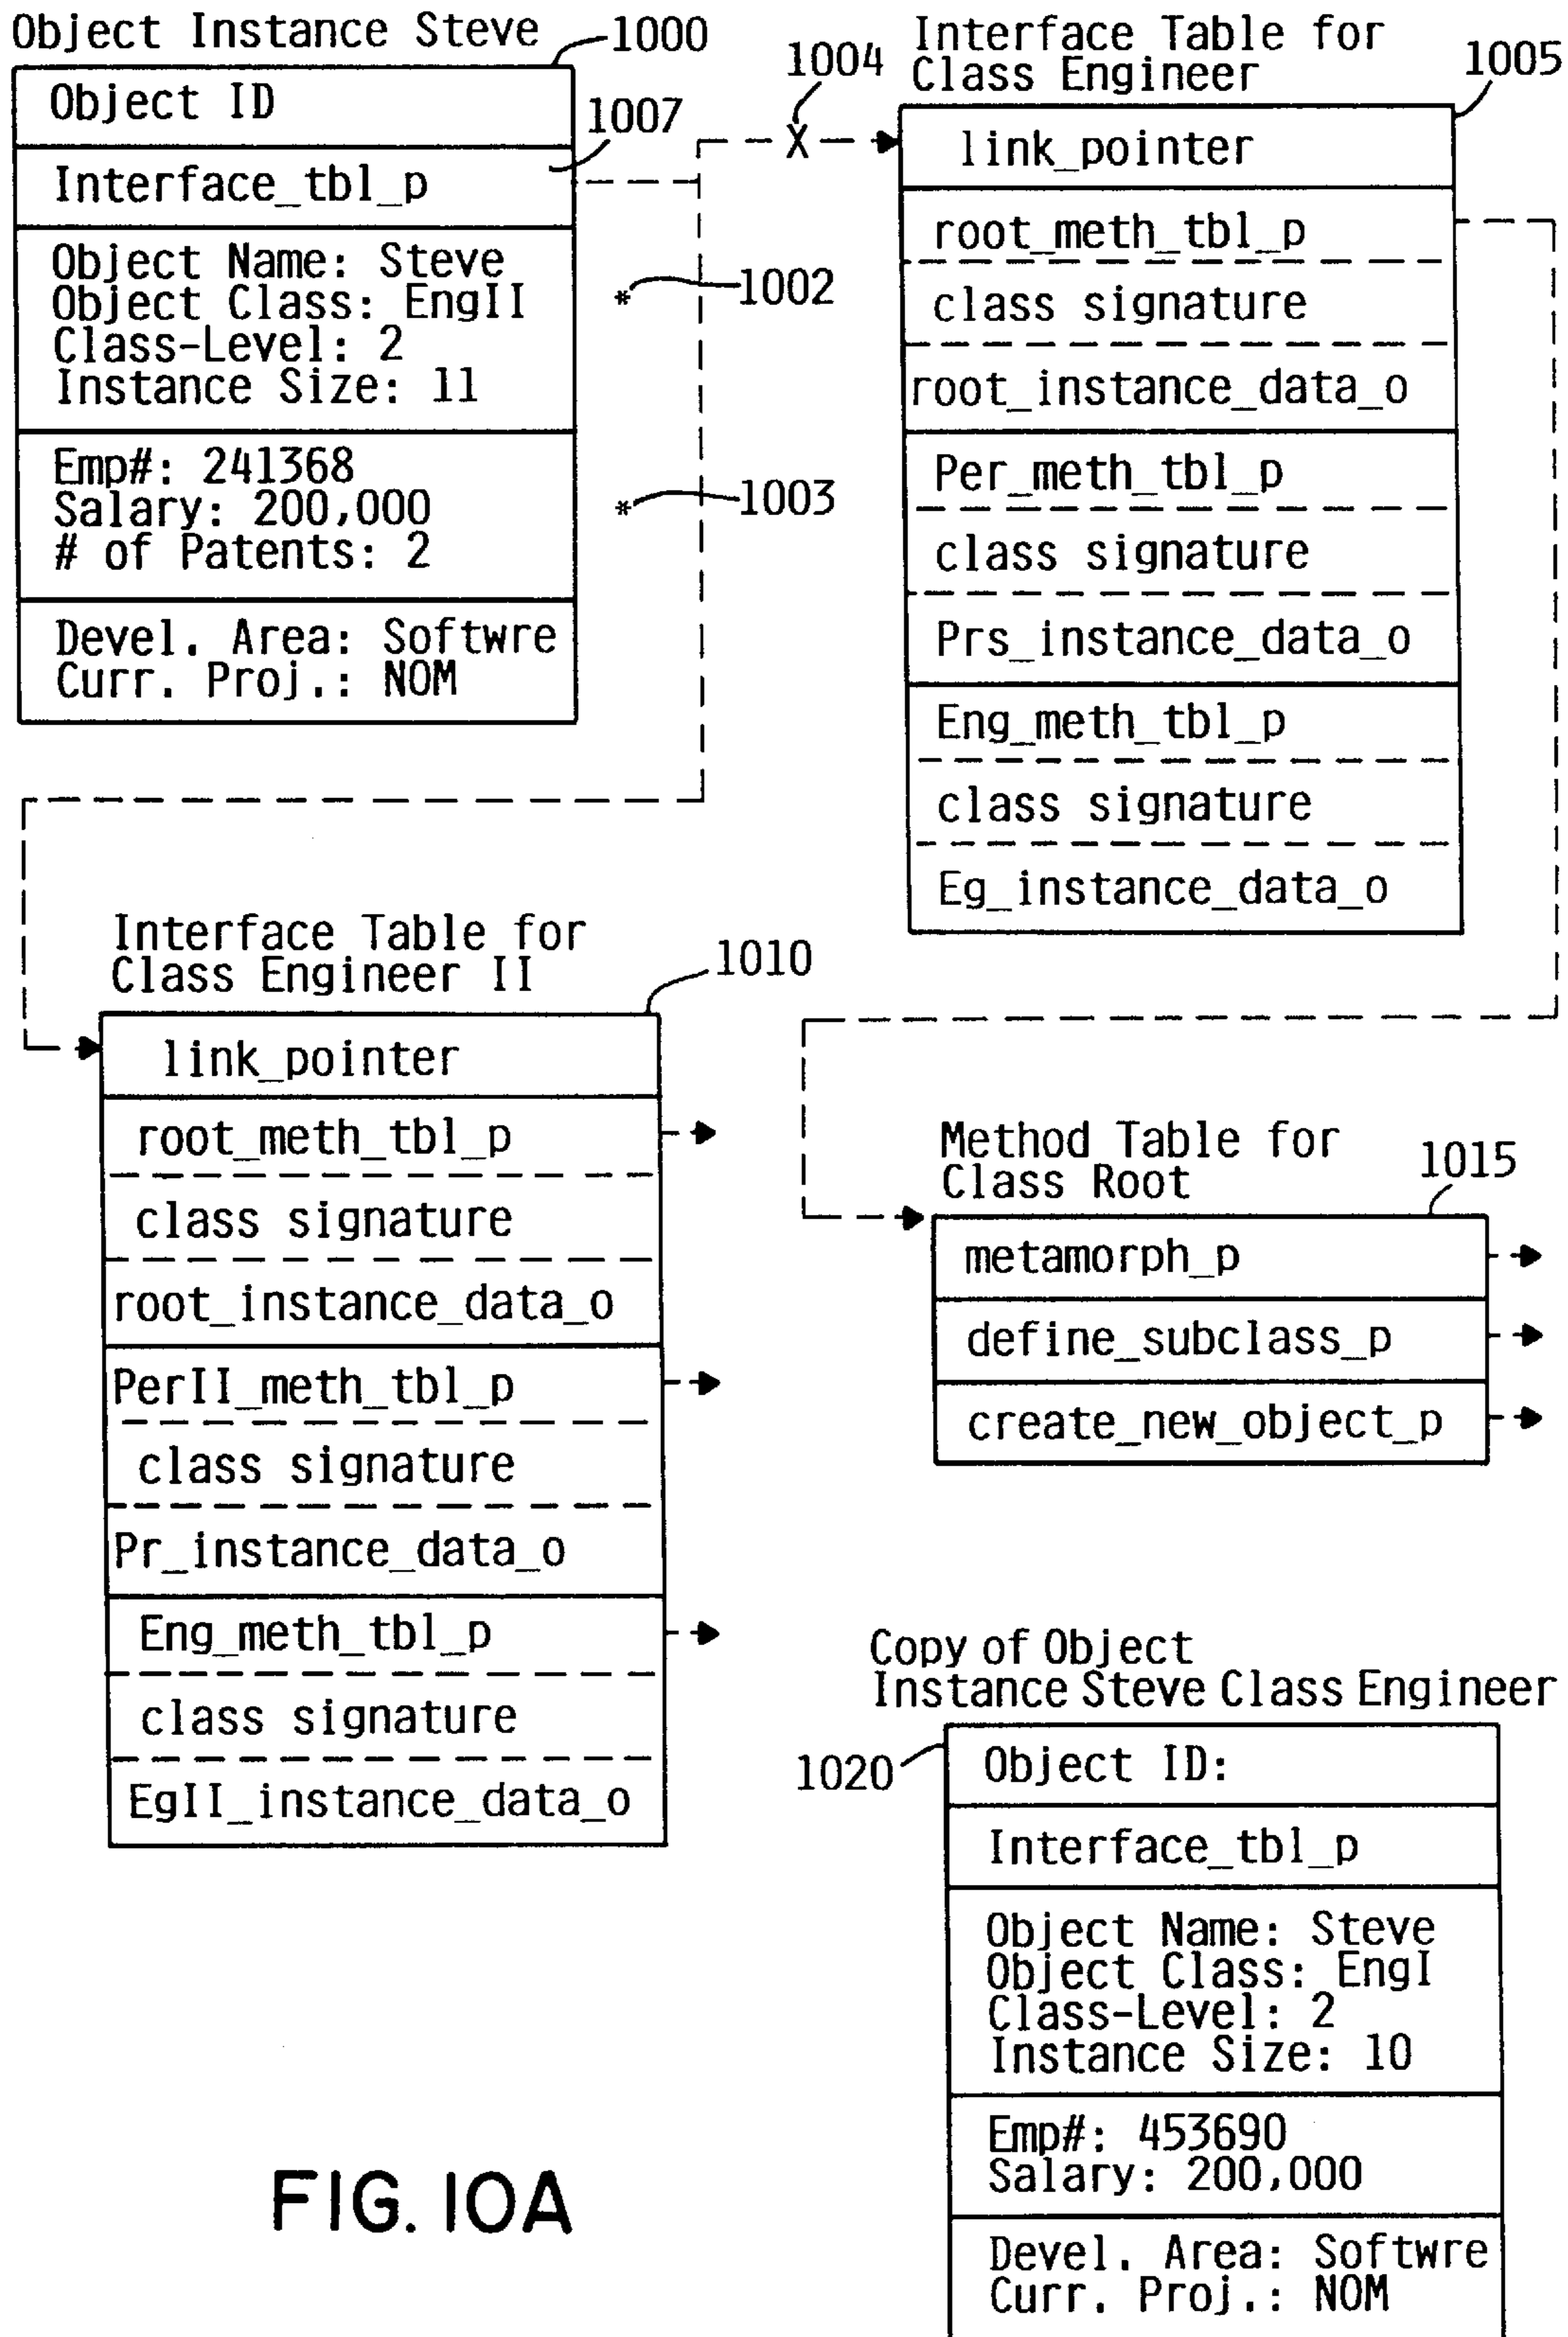 Object Instance Steve
1000
Object ID
1007
Interface_tbl_p
Object Name: Steve
Object Class: EngII
Class-Level: 2
Instance Size: 11
* 1002
Emp#: 241368
Salary: 200,000
# of Patents: 2
* 1003
Devel. Area: Softwre
Curr. Proj.: NOM
1004
X
Interface Table for
Class Engineer
1005
link_pointer
root_meth_tbl_p
class signature
root_instance_data_o
Per_meth_tbl_p
class signature
Prs_instance_data_o
Eng_meth_tbl_p
class signature
Eg_instance_data_o
Interface Table for
Class Engineer II
1010
link_pointer
root_meth_tbl_p
class signature
root_instance_data_o
PerII_meth_tbl_p
class signature
Pr_instance_data_o
Eng_meth_tbl_p
class signature
EgII_instance_data_o
Method Table for
Class Root
1015
metamorph_p
define_subclass_p
create_new_object_p
Copy of Object
Instance Steve Class Engineer
1020
Object ID:
Interface_tbl_p
Object Name: Steve
Object Class: EngI
Class-Level: 2
Instance Size: 10
Emp#: 453690
Salary: 200,000
Devel. Area: Softwre
Curr. Proj.: NOM
FIG. 10A